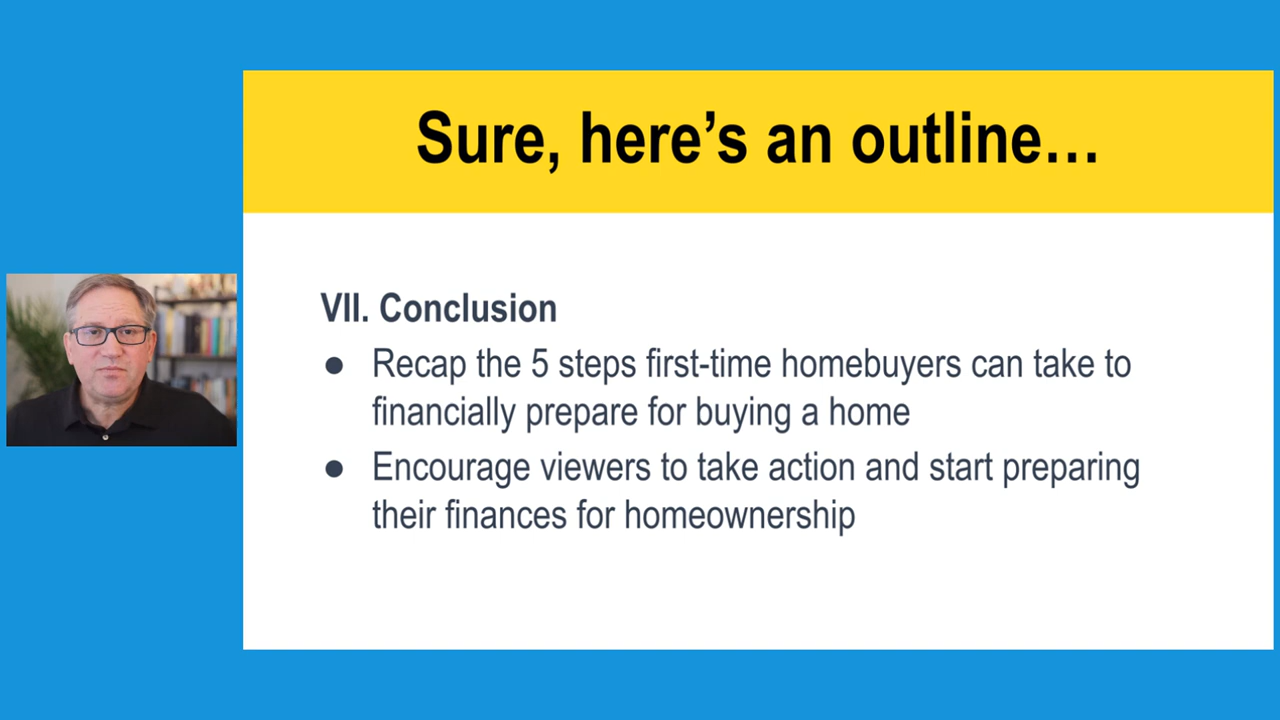 Sure, here’s an outline…
VII. Conclusion
● Recap the 5 steps first-time homebuyers can take to
financially prepare for buying a home
● Encourage viewers to take action and start preparing
their finances for homeownership